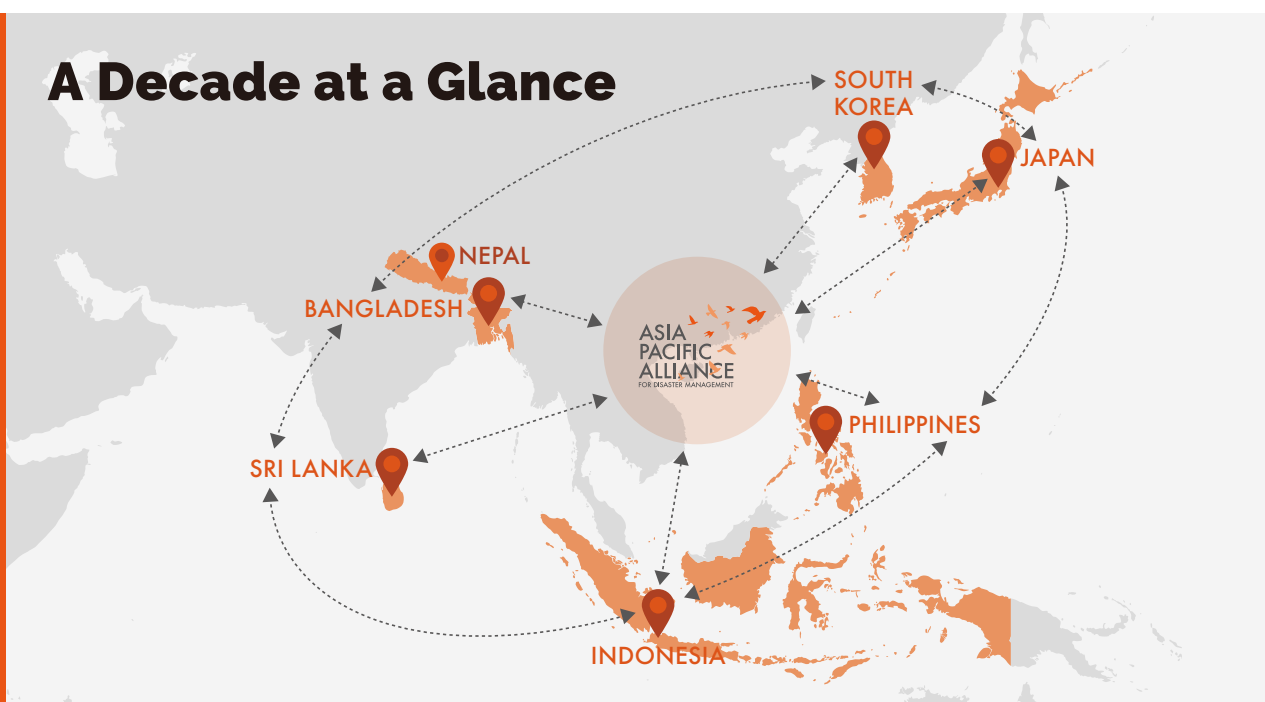 A Decade at a Glance
SOUTH
KOREA
JAPAN
NEPAL
BANGLADESH
ASIA
PACIFIC
ALLIANCE
FOR DISASTER MANAGEMENT
PHILIPPINES
SRI LANKA
INDONESIA